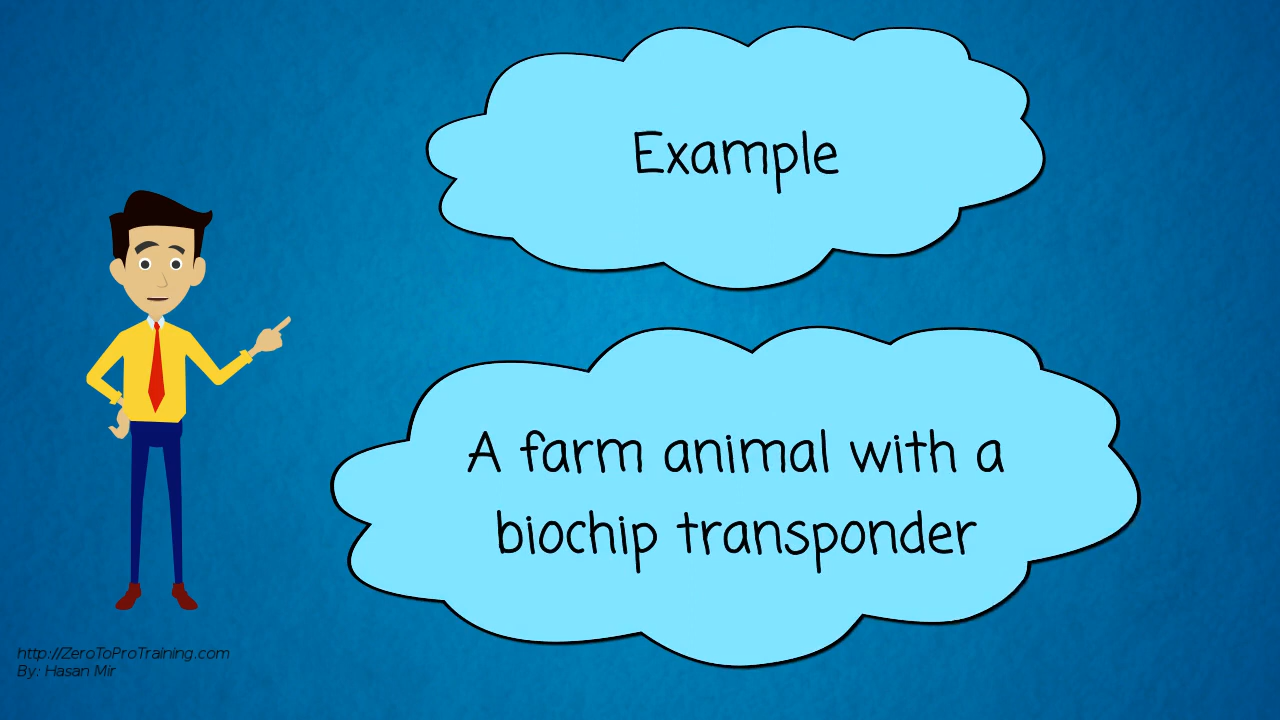 Example
A farm animal with a
biochip transponder
http://ZeroToProTraining.com
By: Hasan Mir